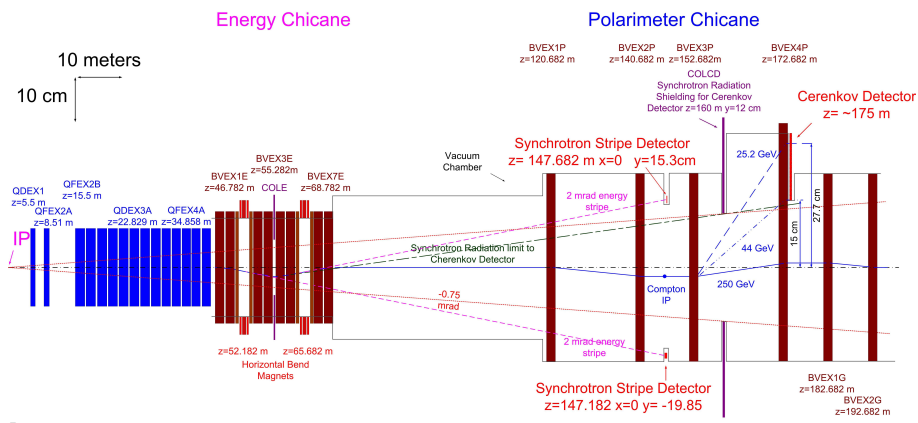 Energy Chicane
Polarimeter Chicane
10 meters
10 cm
BVEX1P
z=120.682 m
BVEX2P
z=140.682 m
BVEX3P
z=152.682 m
BVEX4P
z=172.682 m
COLCD
Synchrotron Radiation
Shielding for Cerenkov
Detector z=160 m y=12 cm
Cerenkov Detector
z= ~175 m
Synchrotron Stripe Detector
z= 147.682 m x=0 y=15.3cm
Vacuum
Chamber
25.2 GeV
BVEX3E
z=55.282m
BVEX1E
z=46.782 m
BVEX7E
z=68.782 m
COLE
QDEX1
z=5.5 m
QFEX2B
z=15.5 m
QFEX2A
z=8.51 m
QDEX3A
z=22.829 m
QFEX4A
z=34.858 m
2 mrad energy
stripe
27.7 cm
15 cm
IP
Synchrotron Radiation limit to
Cherenkov Detector
44 GeV
250 GeV
Compton
IP
-0.75
mrad
2 mrad energy
stripe
z=52.182 m
z=65.682 m
Horizontal Bend
Magnets
Synchrotron Stripe Detector
z=147.182 x=0 y= -19.85
BVEX1G
z=182.682 m
BVEX2G
z=192.682 m